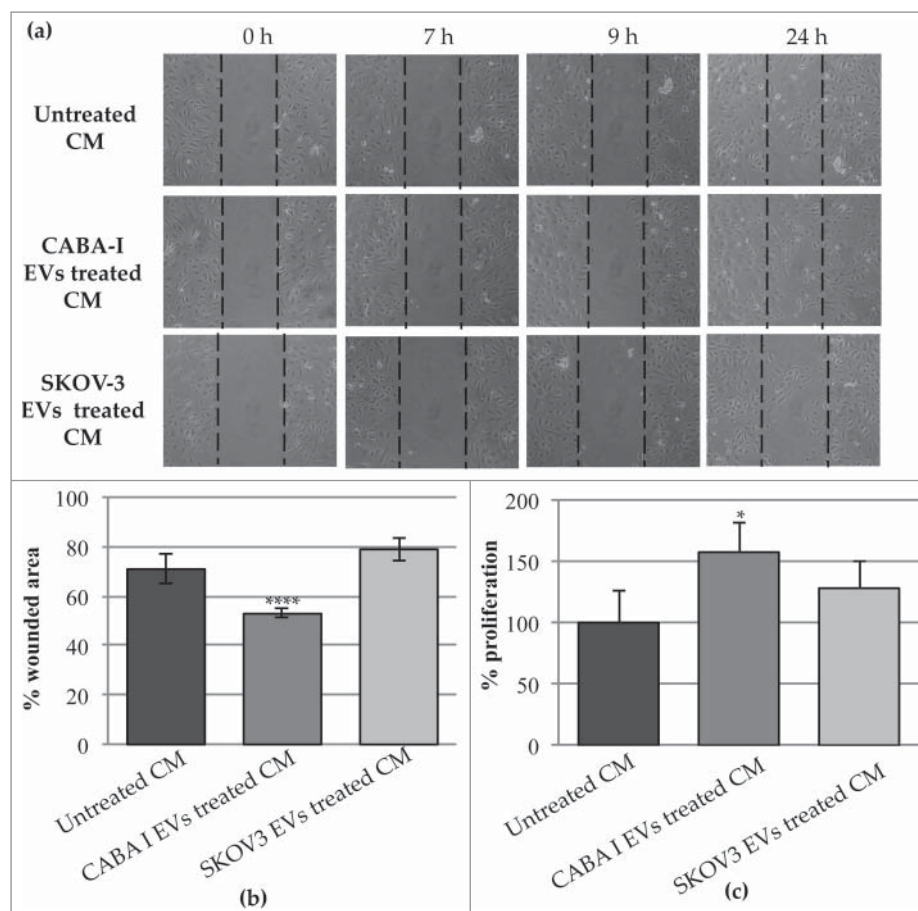 (a)
0 h 7 h 9 h 24 h
Untreated
CM
CABA-I
EVs treated
CM
SKOV-3
EVs treated
CM
100
80
60
40
20
0
% wounded area
****
Untreated CM
CABA I EVs treated CM
SKOV3 EVs treated CM
(b)
200
150
100
50
0
% proliferation
*
Untreated CM
CABA I EVs treated CM
SKOV3 EVs treated CM
(c)